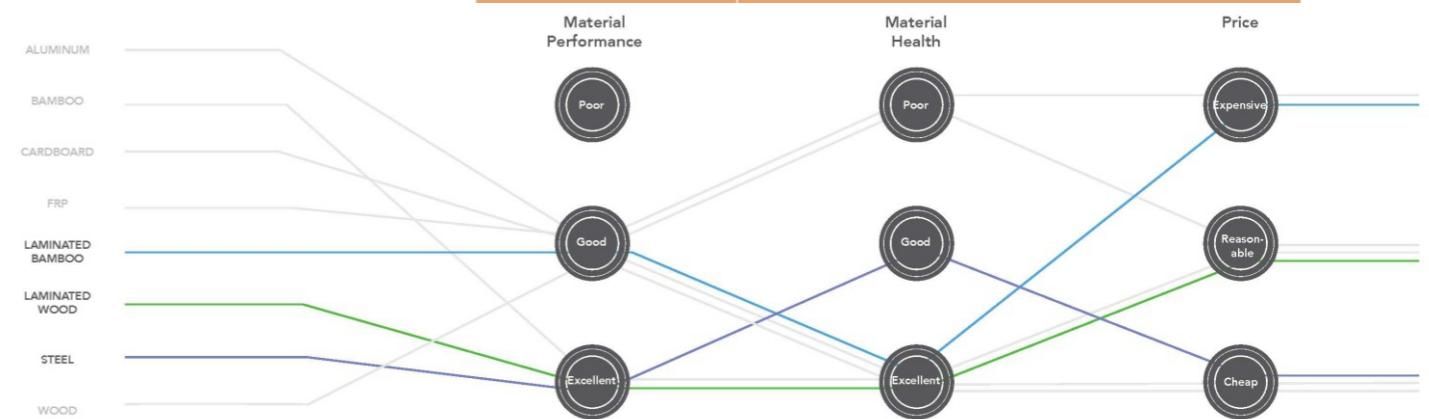 Material
Performance
Material
Health
Price
ALUMINUM
BAMBOO
CARDBOARD
FRP
LAMINATED
BAMBOO
LAMINATED
WOOD
STEEL
WOOD
Poor
Poor
Expensive
Good
Good
Reason-
able
Excellent
Excellent
Cheap